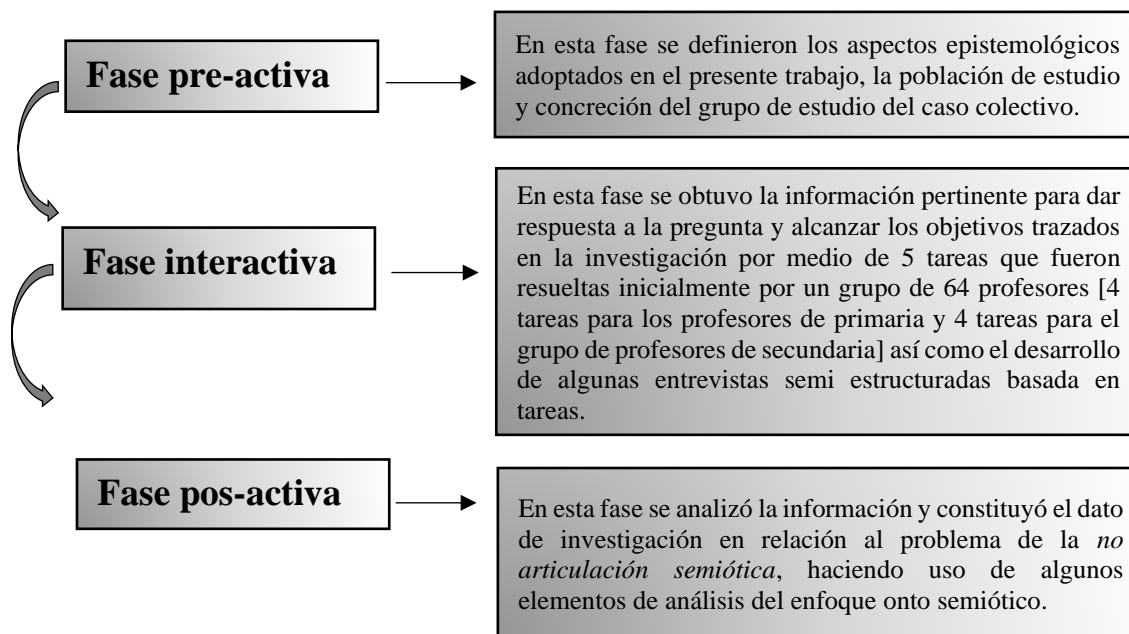 Fase pre-activa
En esta fase se definieron los aspectos epistemológicos
adoptados en el presente trabajo, la población de estudio
y concreción del grupo de estudio del caso colectivo.
Fase interactiva
En esta fase se obtuvo la información pertinente para dar
respuesta a la pregunta y alcanzar los objetivos trazados
en la investigación por medio de 5 tareas que fueron
resueltas inicialmente por un grupo de 64 profesores [4
tareas para los profesores de primaria y 4 tareas para el
grupo de profesores de secundaria] así como el desarrollo
de algunas entrevistas semi estructuradas basada en
tareas.
Fase pos-activa
En esta fase se analizó la información y constituyó el dato
de investigación en relación al problema de la no
articulación semiótica, haciendo uso de algunos
elementos de análisis del enfoque onto semiótico.